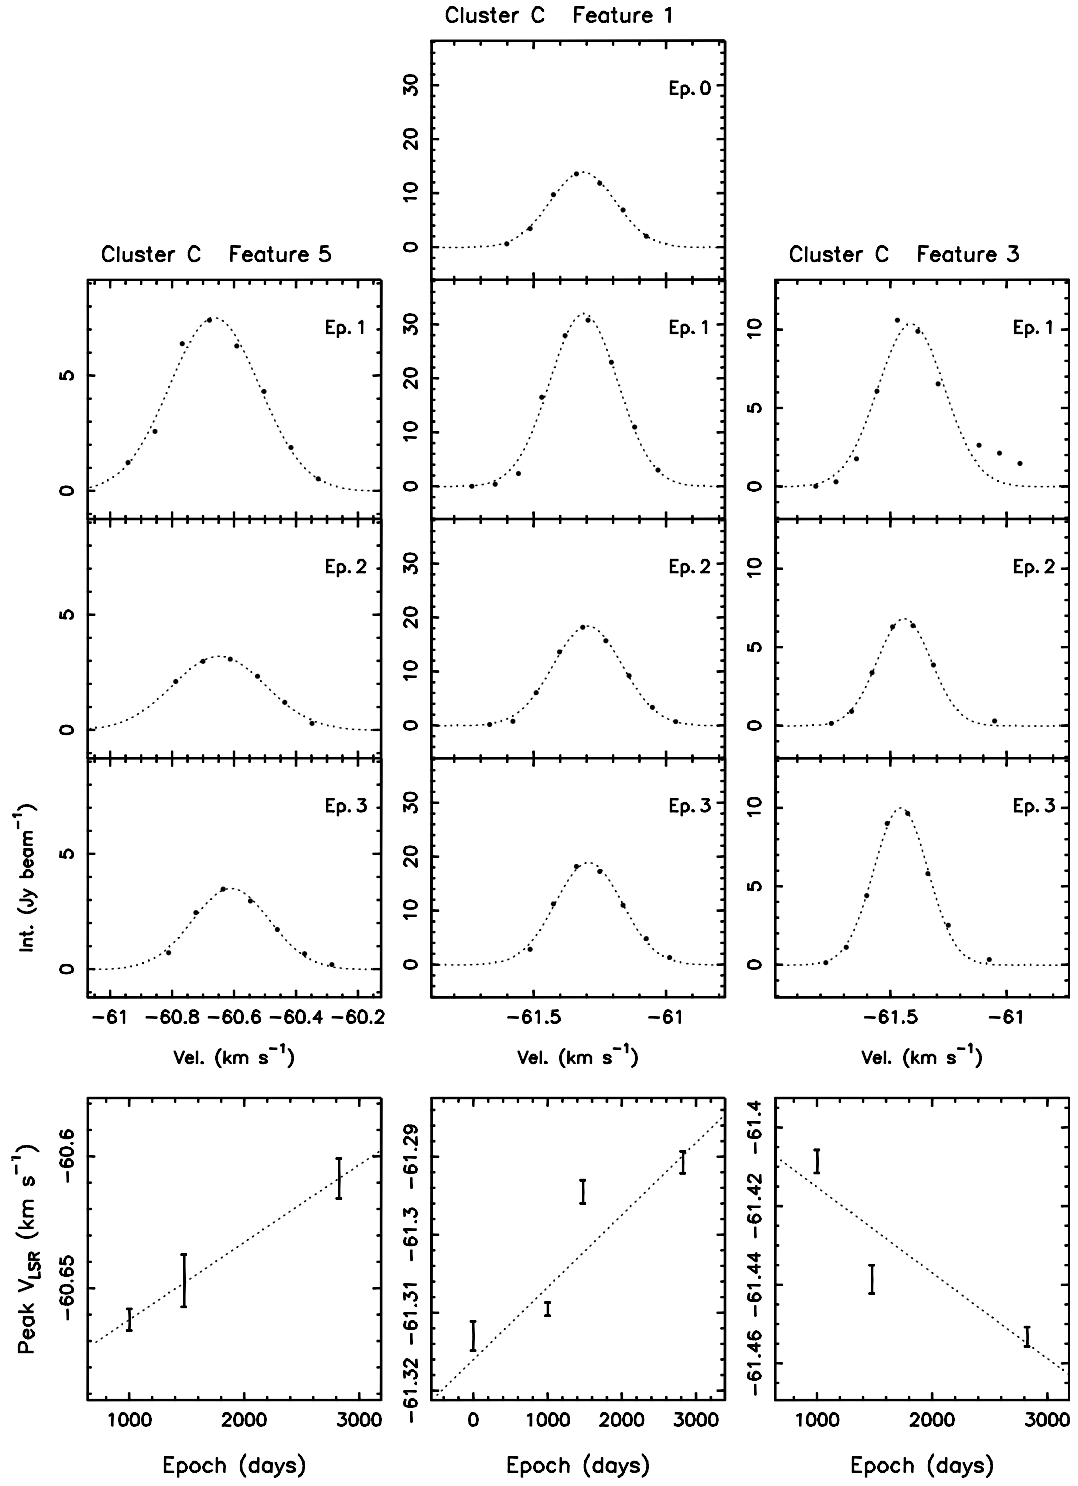 Cluster C Feature 1
Ep. 0
30
20
10
0
Cluster C Feature 5
Cluster C Feature 3
Ep. 1
Ep. 1
Ep. 1
5
0
30
20
10
0
10
5
0
Ep. 2
Ep. 2
Ep. 2
5
0
30
20
10
0
10
5
0
Ep. 3
Ep. 3
Ep. 3
Int. (Jy beam⁻¹)
5
0
30
20
10
0
10
5
0
−61 −60.8 −60.6 −60.4 −60.2
−61.5 −61
−61.5 −61
Vel. (km s⁻¹)
Vel. (km s⁻¹)
Vel. (km s⁻¹)
Peak V_LSR (km s⁻¹)
−60.6
−60.65
−61.29
−61.3
−61.31
−61.32
−61.4
−61.42
−61.44
−61.46
1000 2000 3000
0 1000 2000 3000
1000 2000 3000
Epoch (days)
Epoch (days)
Epoch (days)